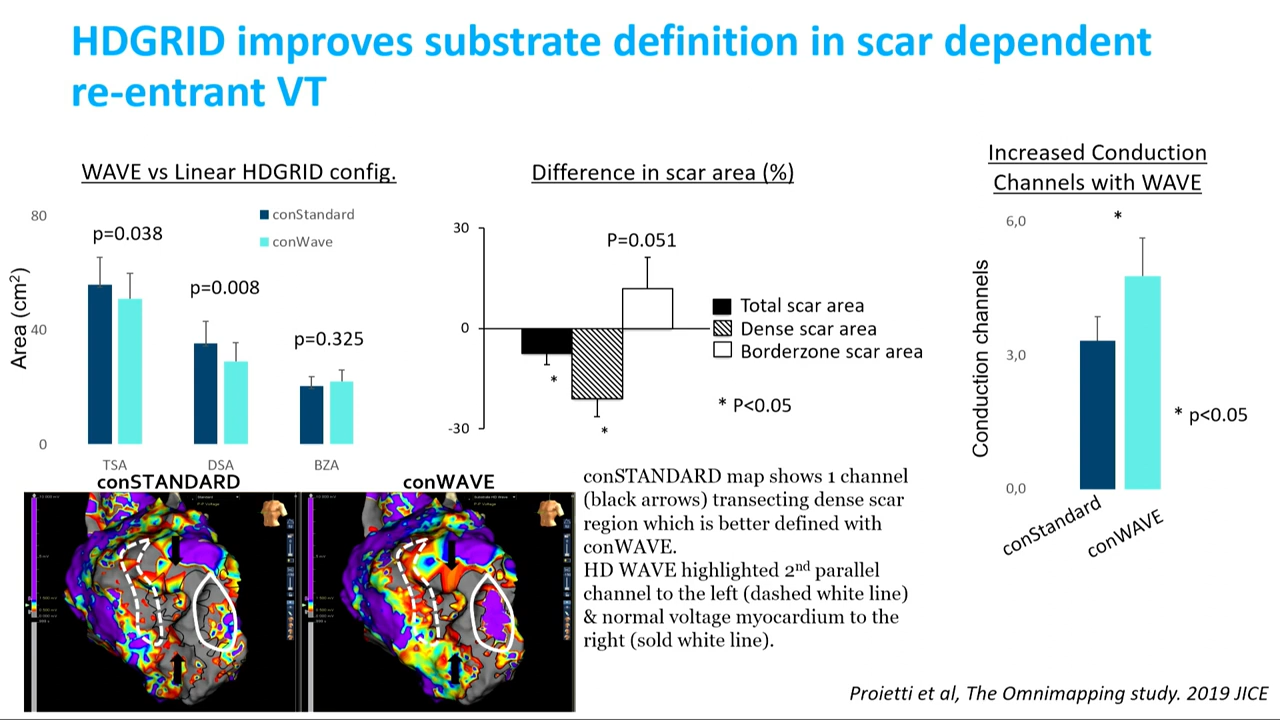 HDGRID improves substrate definition in scar dependent
re-entrant VT
WAVE vs Linear HDGRID config.
80
40
0
Area (cm²)
conStandard
conWave
p=0.038
p=0.008
p=0.325
TSA
DSA
BZA
Difference in scar area (%)
30
0
-30
P=0.051
*
*
Total scar area
Dense scar area
Borderzone scar area
* P<0.05
Increased Conduction
Channels with WAVE
6,0
3,0
0,0
Conduction channels
*
* p<0.05
conStandard
conWAVE
conSTANDARD
conWAVE
conSTANDARD map shows 1 channel
(black arrows) transecting dense scar
region which is better defined with
conWAVE.
HD WAVE highlighted 2nd parallel
channel to the left (dashed white line)
& normal voltage myocardium to the
right (sold white line).
Proietti et al, The Omnimapping study. 2019 JICE